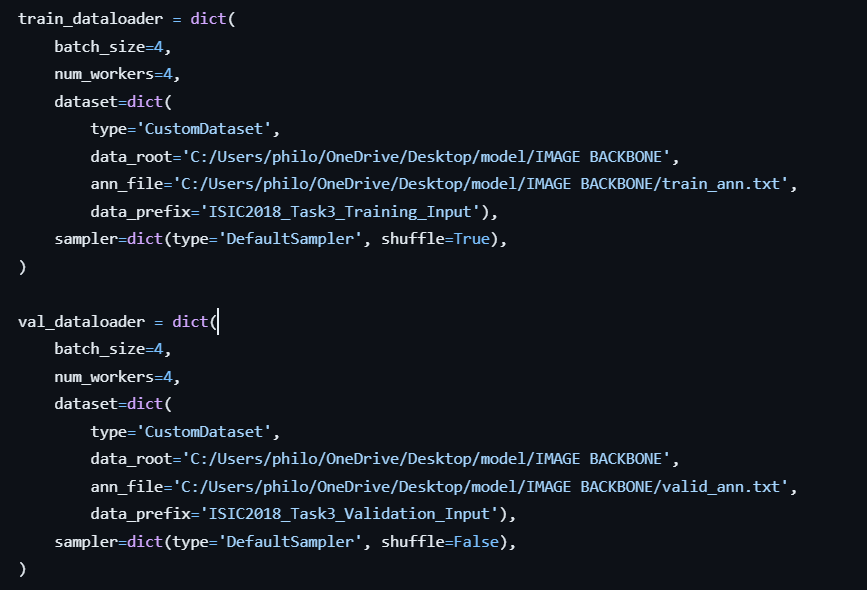 train_dataloader = dict(
    batch_size=4,
    num_workers=4,
    dataset=dict(
        type='CustomDataset',
        data_root='C:/Users/philo/OneDrive/Desktop/model/IMAGE BACKBONE',
        ann_file='C:/Users/philo/OneDrive/Desktop/model/IMAGE BACKBONE/train_ann.txt',
        data_prefix='ISIC2018_Task3_Training_Input'),
    sampler=dict(type='DefaultSampler', shuffle=True),
)

val_dataloader = dict(
    batch_size=4,
    num_workers=4,
    dataset=dict(
        type='CustomDataset',
        data_root='C:/Users/philo/OneDrive/Desktop/model/IMAGE BACKBONE',
        ann_file='C:/Users/philo/OneDrive/Desktop/model/IMAGE BACKBONE/valid_ann.txt',
        data_prefix='ISIC2018_Task3_Validation_Input'),
    sampler=dict(type='DefaultSampler', shuffle=False),
)